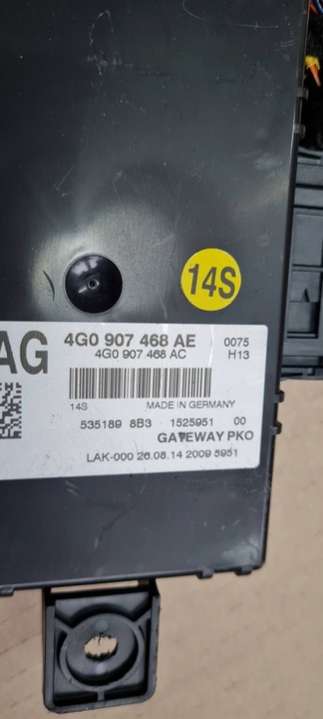 14S
AG
4G0 907 468 AE
0075
4G0 907 468 AC
H13
14S MADE IN GERMANY
535189 8B3 1525951 00
GATEWAY PKO
LAK-000 26.08.14 2009 5951